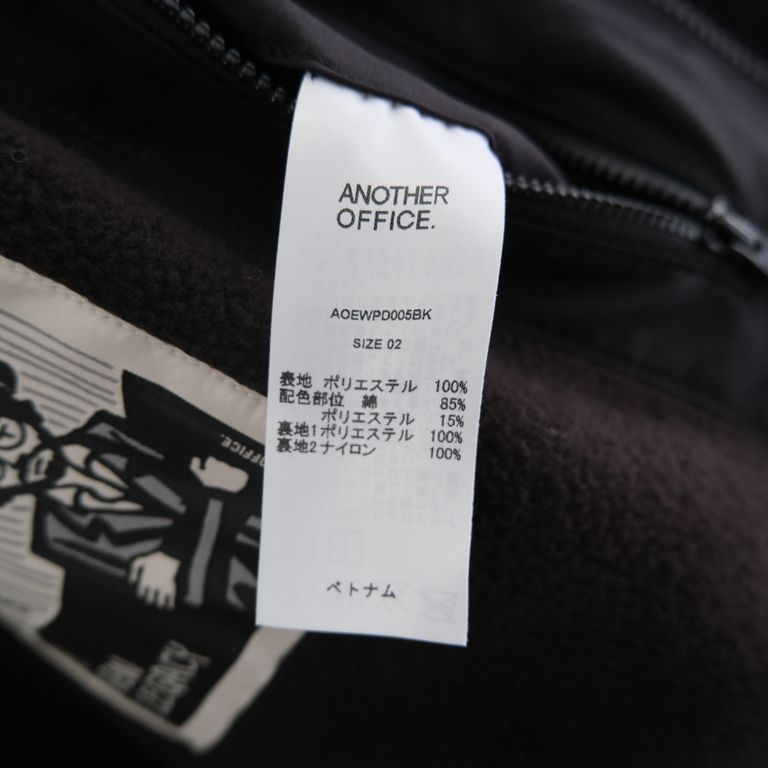 ANOTHER
OFFICE.
AOEWPD005BK
SIZE 02
表地 ポリエステル 100%
配色部位 綿 85%
ポリエステル 15%
裏地1ポリエステル 100%
裏地2ナイロン 100%
ベトナム
OFFICE.
LEGACY